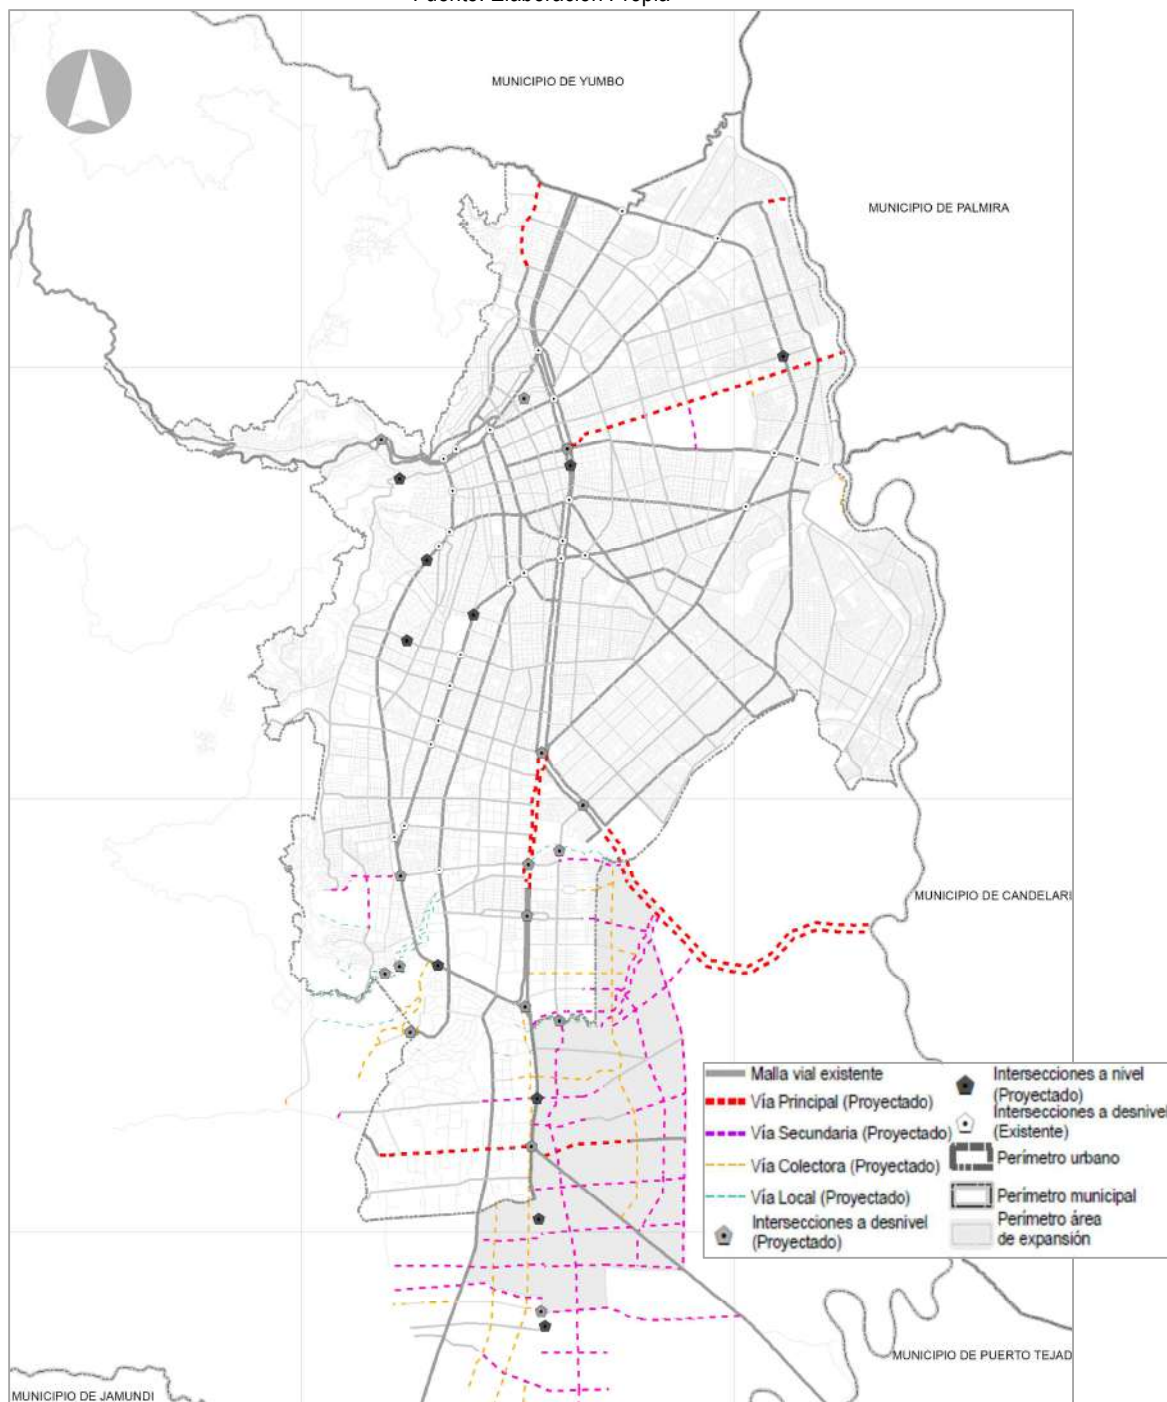 Fuente: Elaboración Propia
MUNICIPIO DE YUMBO
MUNICIPIO DE PALMIRA
MUNICIPIO DE CANDELARI
Malla vial existente
Vía Principal (Proyectado)
Vía Secundaria (Proyectado)
Vía Colectora (Proyectado)
Vía Local (Proyectado)
Intersecciones a desnivel
(Proyectado)
Intersecciones a nivel
(Proyectado)
Intersecciones a desnivel
(Existente)
Perímetro urbano
Perímetro municipal
Perímetro área
de expansión
MUNICIPIO DE PUERTO TEJAD
MUNICIPIO DE JAMUNDI